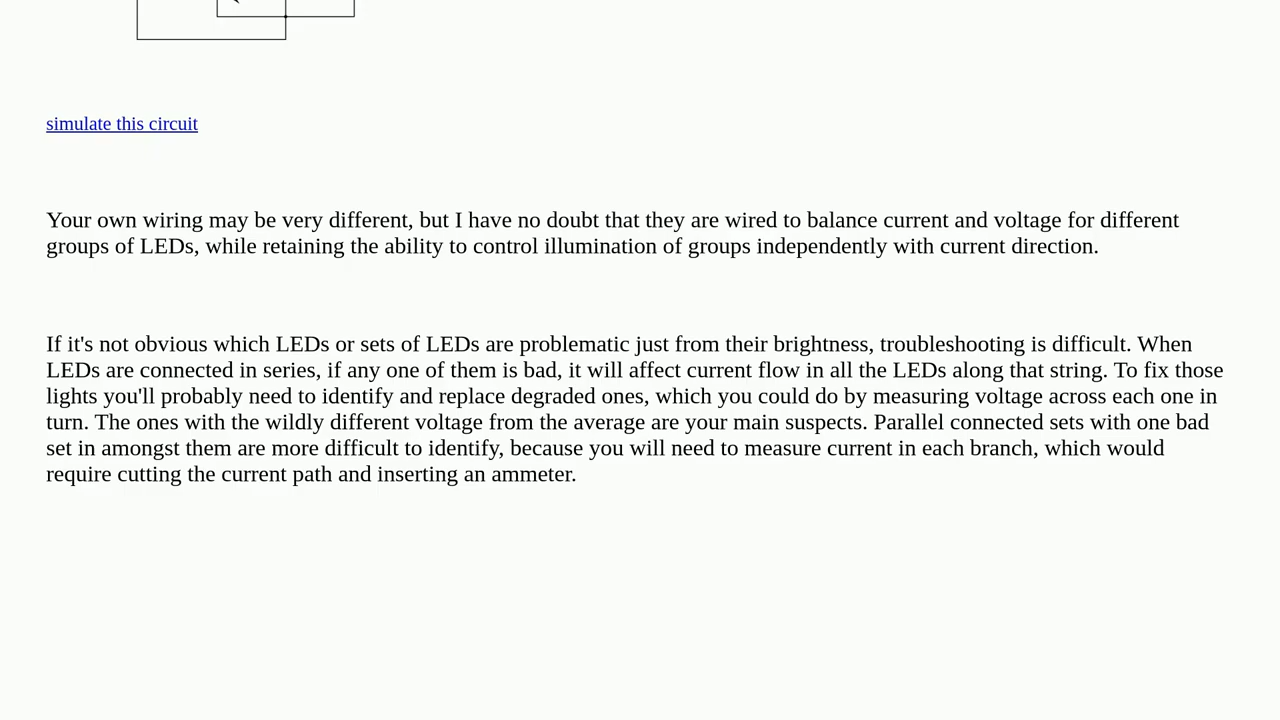 simulate this circuit
Your own wiring may be very different, but I have no doubt that they are wired to balance current and voltage for different
groups of LEDs, while retaining the ability to control illumination of groups independently with current direction.
If it's not obvious which LEDs or sets of LEDs are problematic just from their brightness, troubleshooting is difficult. When
LEDs are connected in series, if any one of them is bad, it will affect current flow in all the LEDs along that string. To fix those
lights you'll probably need to identify and replace degraded ones, which you could do by measuring voltage across each one in
turn. The ones with the wildly different voltage from the average are your main suspects. Parallel connected sets with one bad
set in amongst them are more difficult to identify, because you will need to measure current in each branch, which would
require cutting the current path and inserting an ammeter.